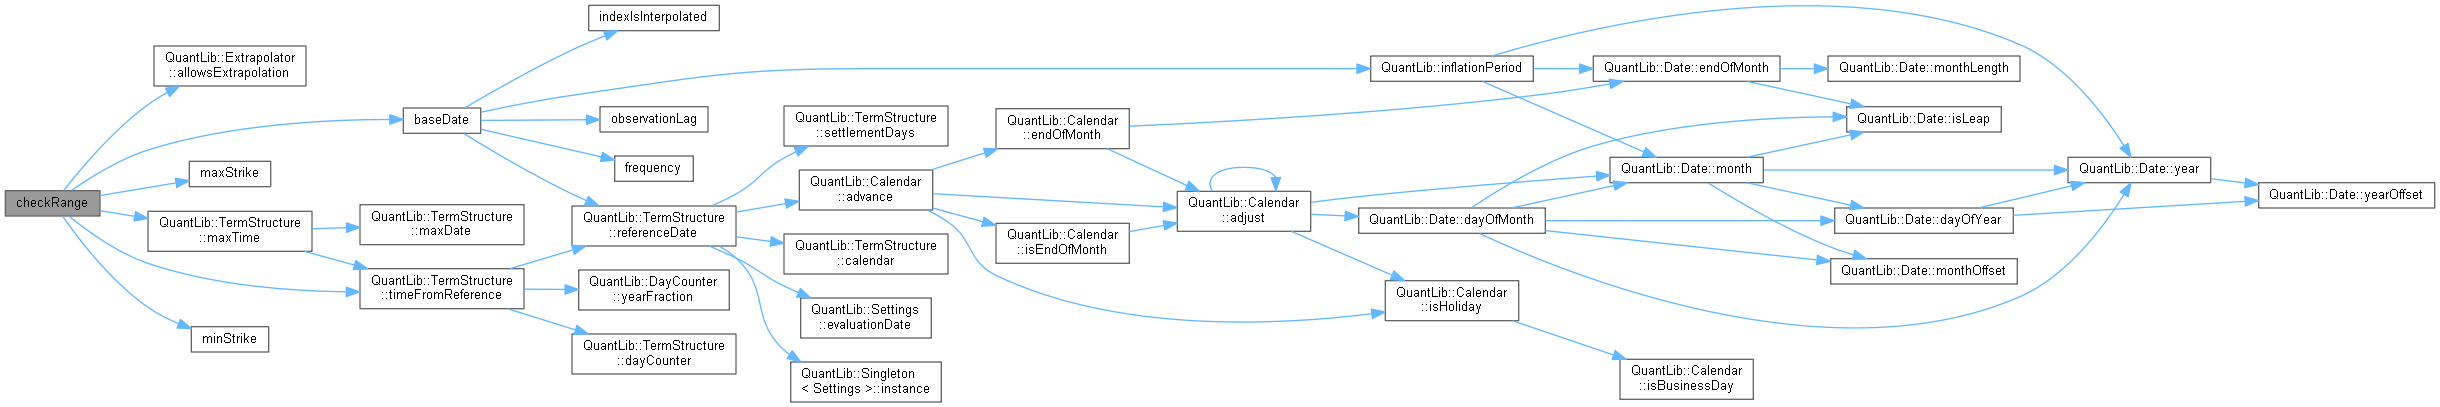 checkRange
QuantLib::Extrapolator
::allowsExtrapolation
baseDate
maxStrike
QuantLib::TermStructure
::maxTime
QuantLib::TermStructure
::timeFromReference
minStrike
indexIsInterpolated
QuantLib::inflationPeriod
observationLag
frequency
QuantLib::TermStructure
::referenceDate
QuantLib::TermStructure
::maxDate
QuantLib::DayCounter
::yearFraction
QuantLib::TermStructure
::dayCounter
QuantLib::TermStructure
::settlementDays
QuantLib::Calendar
::advance
QuantLib::TermStructure
::calendar
QuantLib::Settings
::evaluationDate
QuantLib::Singleton
< Settings >::instance
QuantLib::Calendar
::endOfMonth
QuantLib::Calendar
::isEndOfMonth
QuantLib::Calendar
::adjust
QuantLib::Date::dayOfMonth
QuantLib::Calendar
::isHoliday
QuantLib::Calendar
::isBusinessDay
QuantLib::Date::endOfMonth
QuantLib::Date::monthLength
QuantLib::Date::isLeap
QuantLib::Date::month
QuantLib::Date::year
QuantLib::Date::dayOfYear
QuantLib::Date::yearOffset
QuantLib::Date::monthOffset